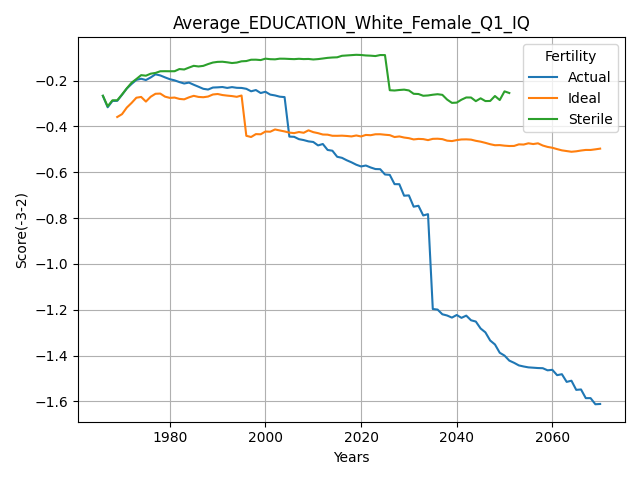 Average_EDUCATION_White_Female_Q1_IQ
Fertility
Actual
Ideal
Sterile
Score(-3-2)
−0.2
−0.4
−0.6
−0.8
−1.0
−1.2
−1.4
−1.6
1980 2000 2020 2040 2060
Years